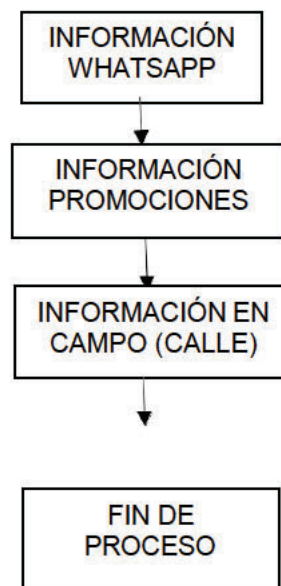 INFORMACIÓN
WHATSAPP
INFORMACIÓN
PROMOCIONES
INFORMACIÓN EN
CAMPO (CALLE)
FIN DE
PROCESO